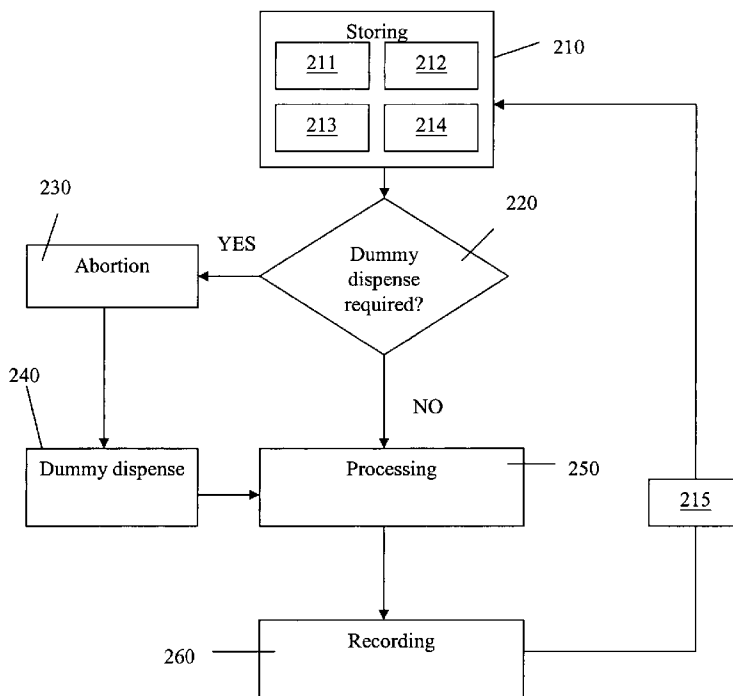 Storing
211
212
210
213
214
230
220
YES
Dummy
dispense
required?
Abortion
240
NO
Dummy dispense
Processing
250
215
Recording
260